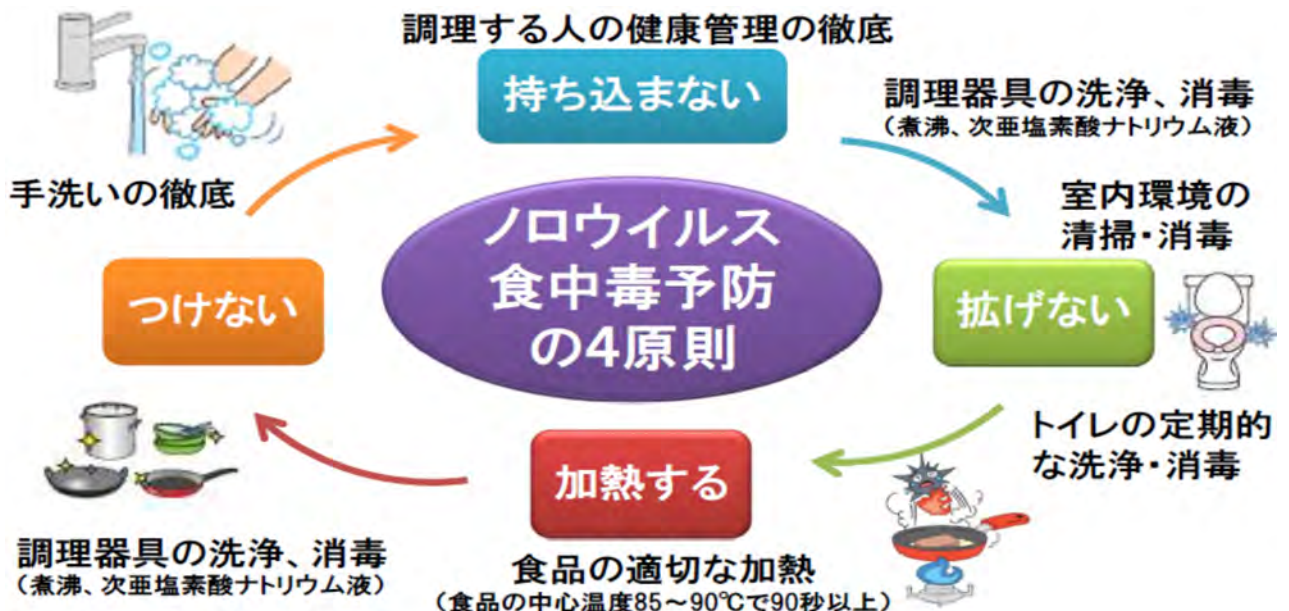 調理する人の健康管理の徹底
持ち込まない
調理器具の洗浄、消毒
（煮沸、次亜塩素酸ナトリウム液）
室内環境の
清掃・消毒
拡げない
トイレの定期的
な洗浄・消毒
ノロウイルス
食中毒予防
の4原則
加熱する
食品の適切な加熱
（食品の中心温度85～90℃で90秒以上）
手洗いの徹底
つけない
調理器具の洗浄、消毒
（煮沸、次亜塩素酸ナトリウム液）